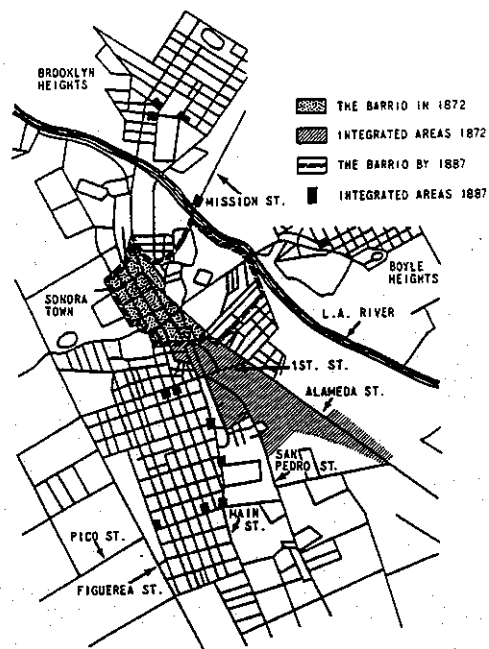 BROOKLYN
HEIGHTS
THE BARRIO IN 1872
INTEGRATED AREAS 1872
THE BARRIO BY 1887
INTEGRATED AREAS 1887
MISSION ST.
BOYLE
HEIGHTS
SONORA
TOWN
L.A. RIVER
1ST. ST.
ALAMEDA ST.
SAN
PEDRO ST.
MAIN
ST.
PICO ST.
FIGUEREA ST.